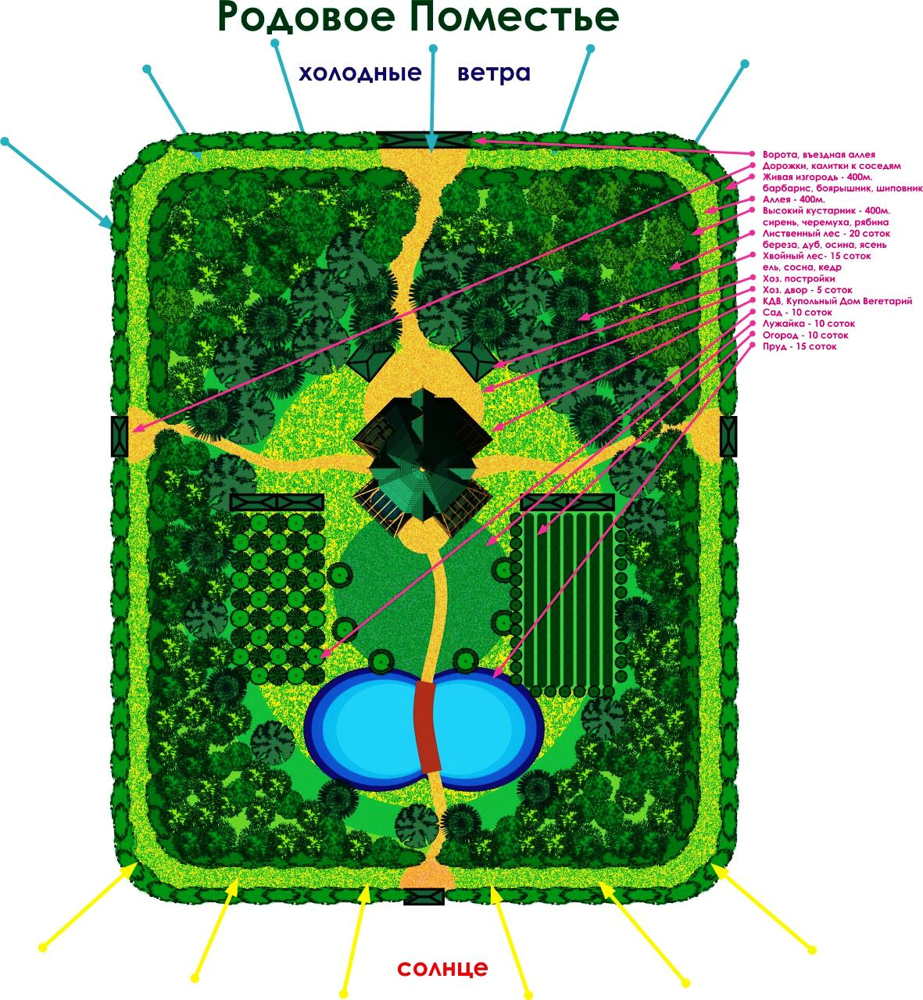 Родовое Поместье
холодные ветра
Ворота, въездная аллея
Дорожки, калитки к соседям
Живая изгородь - 400м.
барбарис, боярышник, шиповник
Аллея - 400м.
Высокий кустарник - 400м.
сирень, черемуха, рябина
Лиственный лес - 20 соток
береза, дуб, осина, ясень
Хвойный лес- 15 соток
ель, сосна, кедр
Хоз. постройки
Хоз. двор - 5 соток
КДВ, Купольный Дом Вегетарий
Сад - 10 соток
Лужайка - 10 соток
Огород - 10 соток
Пруд - 15 соток
солнце